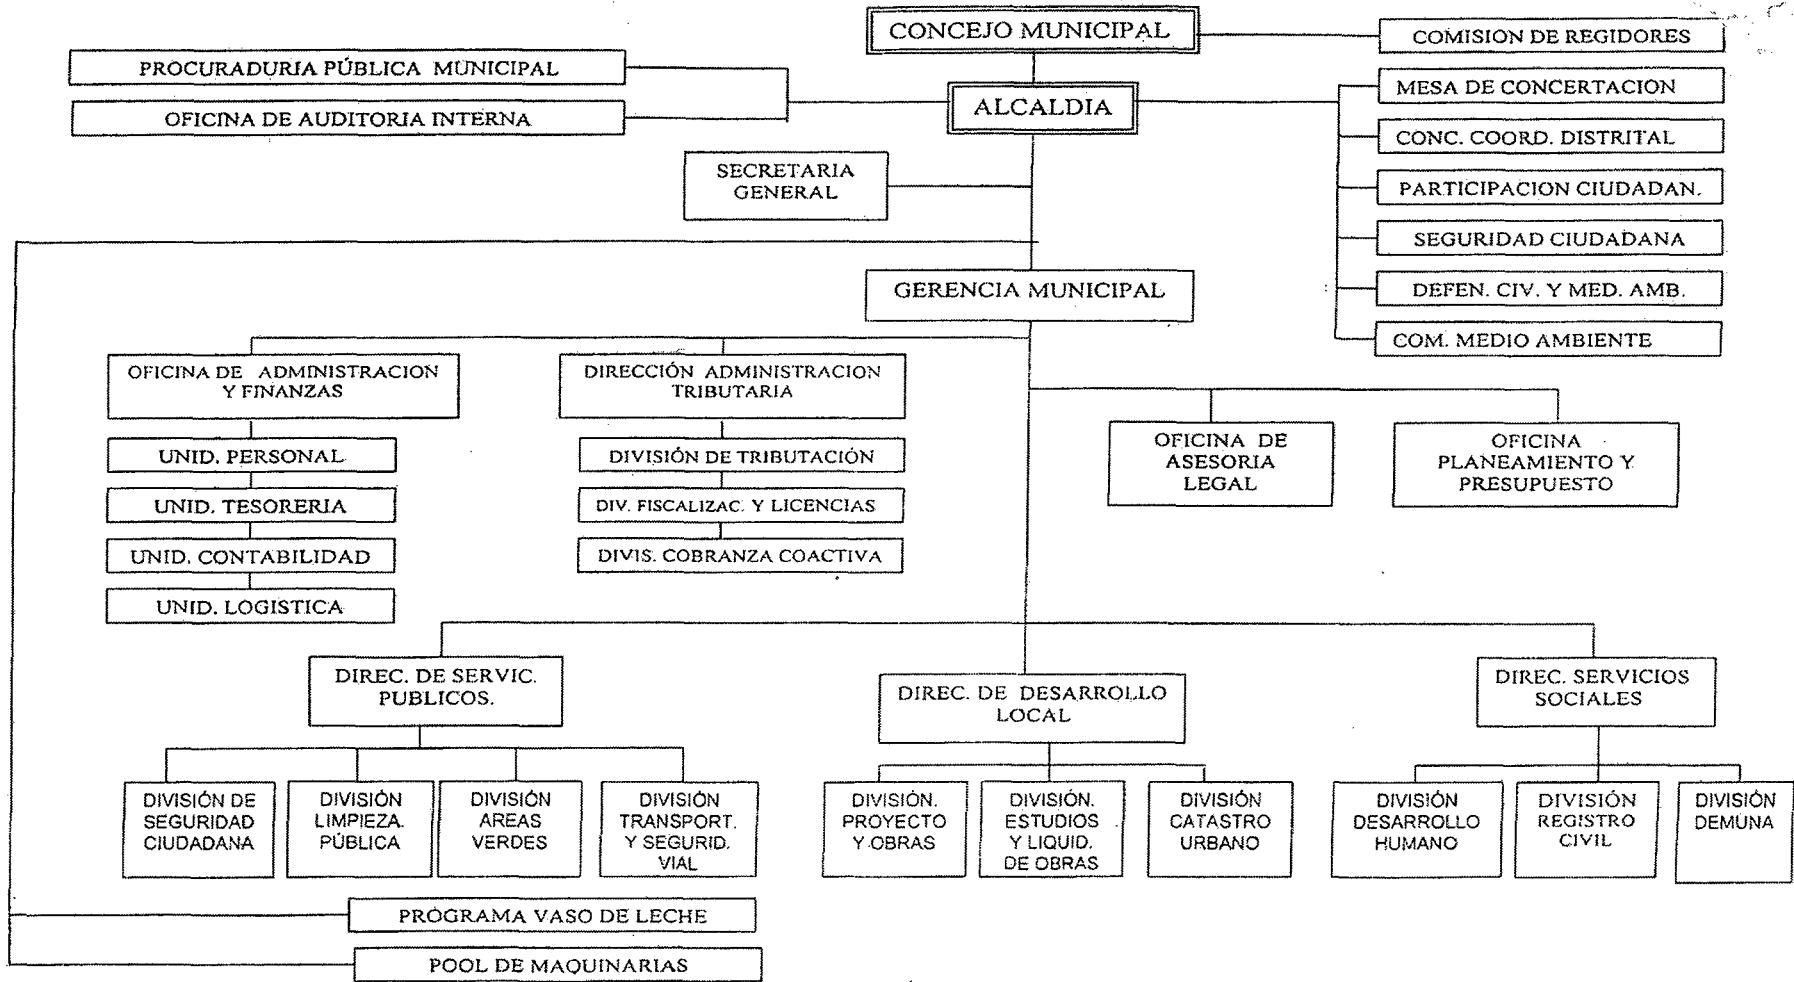 CONCEJO MUNICIPAL
COMISION DE REGIDORES
PROCURADURIA PÚBLICA MUNICIPAL
OFICINA DE AUDITORIA INTERNA
ALCALDIA
MESA DE CONCERTACION
CONC. COORD. DISTRITAL
PARTICIPACION CIUDADAN.
SEGURIDAD CIUDADANA
DEFEN. CIV. Y MED. AMB.
COM. MEDIO AMBIENTE
SECRETARIA
GENERAL
GERENCIA MUNICIPAL
OFICINA DE ADMINISTRACION
Y FINANZAS
UNID. PERSONAL
UNID. TESORERIA
UNID. CONTABILIDAD
UNID. LOGISTICA
DIRECCIÓN ADMINISTRACION
TRIBUTARIA
DIVISIÓN DE TRIBUTACIÓN
DIV. FISCALIZAC. Y LICENCIAS
DIVIS. COBRANZA COACTIVA
OFICINA DE
ASESORIA
LEGAL
OFICINA
PLANEAMIENTO Y
PRESUPUESTO
DIREC. DE SERVIC.
PUBLICOS.
DIREC. DE DESARROLLO
LOCAL
DIREC. SERVICIOS
SOCIALES
DIVISIÓN DE
SEGURIDAD
CIUDADANA
DIVISIÓN
LIMPIEZA.
PÚBLICA
DIVISIÓN
AREAS
VERDES
DIVISIÓN
TRANSPORT.
Y SEGURID.
VIAL
DIVISIÓN.
PROYECTO
Y OBRAS
DIVISIÓN.
ESTUDIOS
Y LIQUID.
DE OBRAS
DIVISIÓN
CATASTRO
URBANO
DIVISIÓN
DESARROLLO
HUMANO
DIVISIÓN
REGISTRO
CIVIL
DIVISIÓN
DEMUNA
PROGRAMA VASO DE LECHE
POOL DE MAQUINARIAS